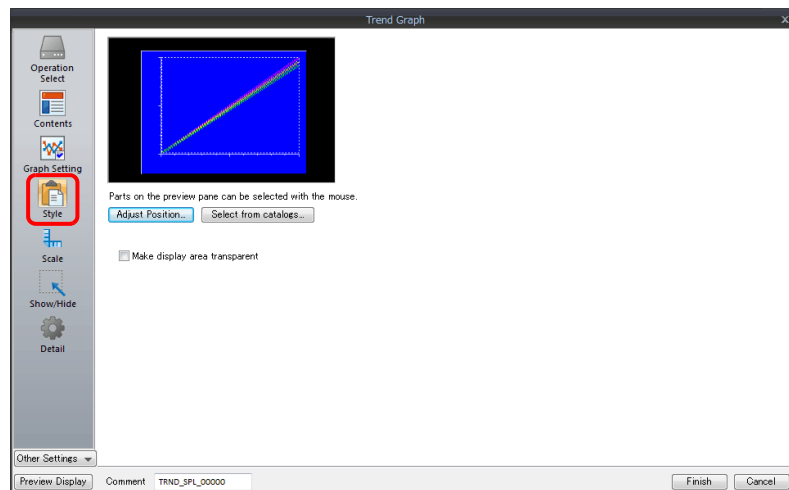 Trend Graph
x
Operation
Select
Contents
Graph Setting
Style
Scale
Show/Hide
Detail
Parts on the preview pane can be selected with the mouse.
Adjust Position...
Select from catalogs...
Make display area transparent
Other Settings
Preview Display
Comment
TRND_SPL_00000
Finish
Cancel